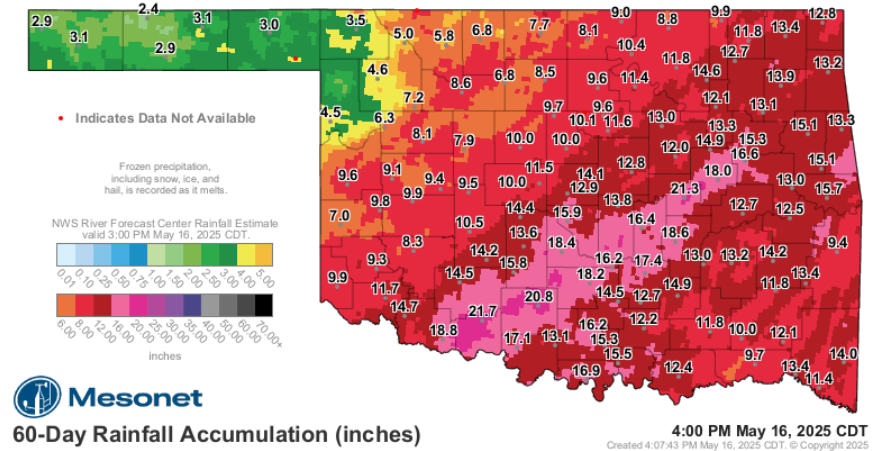 2.4 9.0 9.9 12.8
2.9 3.1 3.0 3.5 7.7 8.8
3.1 5.0 5.8 6.8 8.1 11.8 13.4
2.9 10.4 12.7
4.6 6.8 8.5 11.8 14.6 13.2
8.6 9.6 11.4 13.9
7.2 9.7 9.6 12.1 13.1
4.5 6.3 10.1 11.6 13.0 13.3 15.1 13.3
• Indicates Data Not Available
8.1 7.9 10.0 10.0 12.0 14.9 15.3
16.6 15.1
Frozen precipitation,
including snow, ice, and
hail, is recorded as it melts.
9.6 9.1 9.4 9.5 10.0 11.5 14.1 12.8 18.0
12.9 21.3 13.0 15.7
9.8 9.9 13.8
7.0 14.4 15.9 16.4 12.7 12.5
NWS River Forecast Center Rainfall Estimate
valid 3:00 PM May 16, 2025 CDT.
10.5 13.6 18.6
8.3 18.4 9.4
9.3 14.2 15.8 16.2 17.4 13.0 13.2 14.2
9.9 14.5 18.2 13.4
0.01 0.10 0.25 0.50 0.75 1.00 1.50 2.00 2.50 3.00 4.00 5.00
11.7 20.8 14.5 12.7 14.9 11.8
14.7 21.7
6.00 8.00 12.00 16.00 20.00 25.00 30.00 35.00 40.00 50.00 60.00 70.00+
18.8 17.1 13.1 16.2 12.2 11.8 10.0 12.1
15.3
inches
15.5 9.7 14.0
16.9 12.4 13.4
11.4
Mesonet
60-Day Rainfall Accumulation (inches)
4:00 PM May 16, 2025 CDT
Created 4:07:43 PM May 16, 2025 CDT. © Copyright 2025